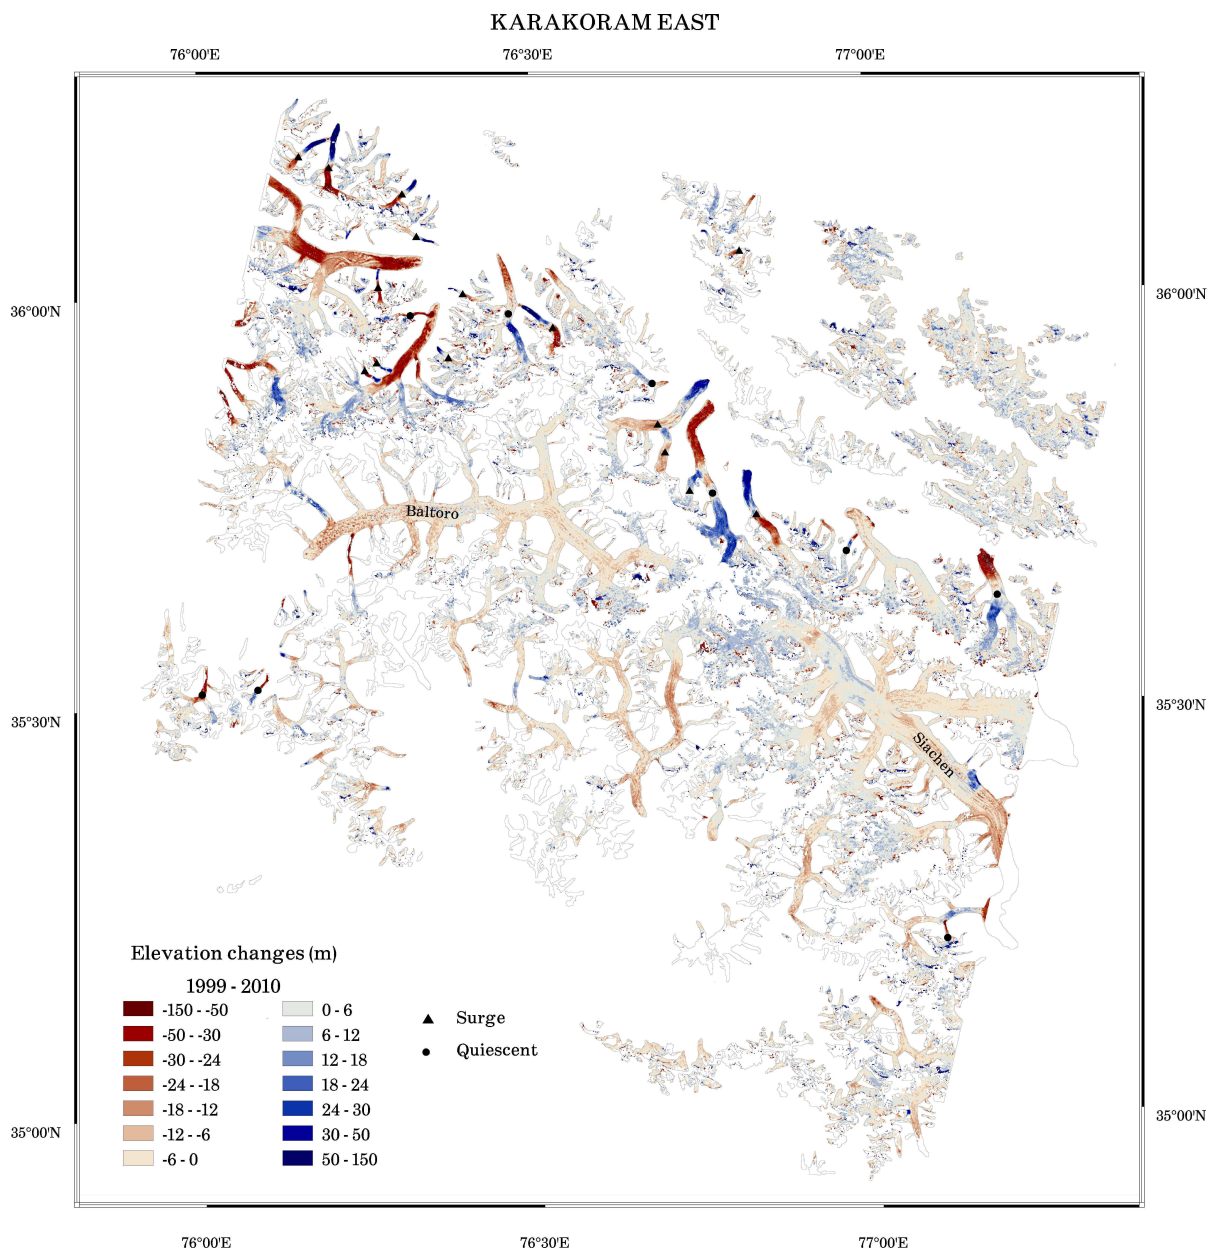 KARAKORAM EAST
76°00'E 76°30'E 77°00'E
36°00'N 36°00'N
Baltoro
35°30'N 35°30'N
Siachen
Elevation changes (m)
1999 - 2010
-150 - -50 0 - 6
-50 - -30 6 - 12
-30 - -24 12 - 18
-24 - -18 18 - 24
-18 - -12 24 - 30
-12 - -6 30 - 50
-6 - 0 50 - 150
Surge
Quiescent
35°00'N 35°00'N
76°00'E 76°30'E 77°00'E